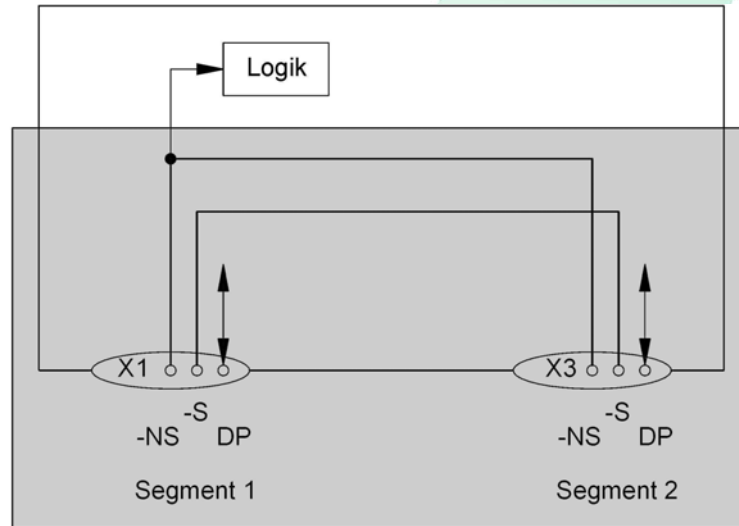 Logik
X1 X3
-S -S
-NS DP -NS DP
Segment 1 Segment 2